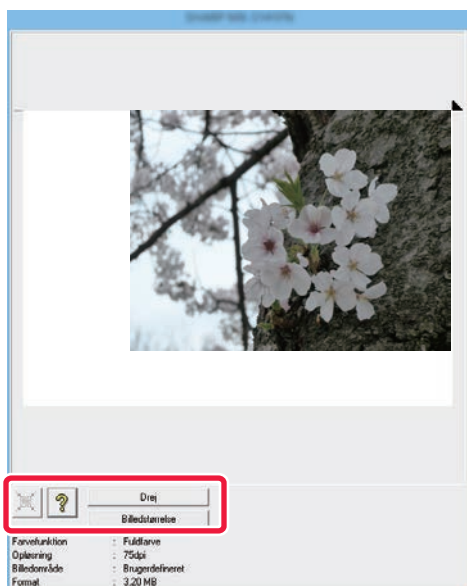 ?
Drej
Billedstørrelse
Farvefunktion : Fuldfarve
Opløsning : 75dpi
Billedområde : Brugerdefineret
Format : 3.20 MB